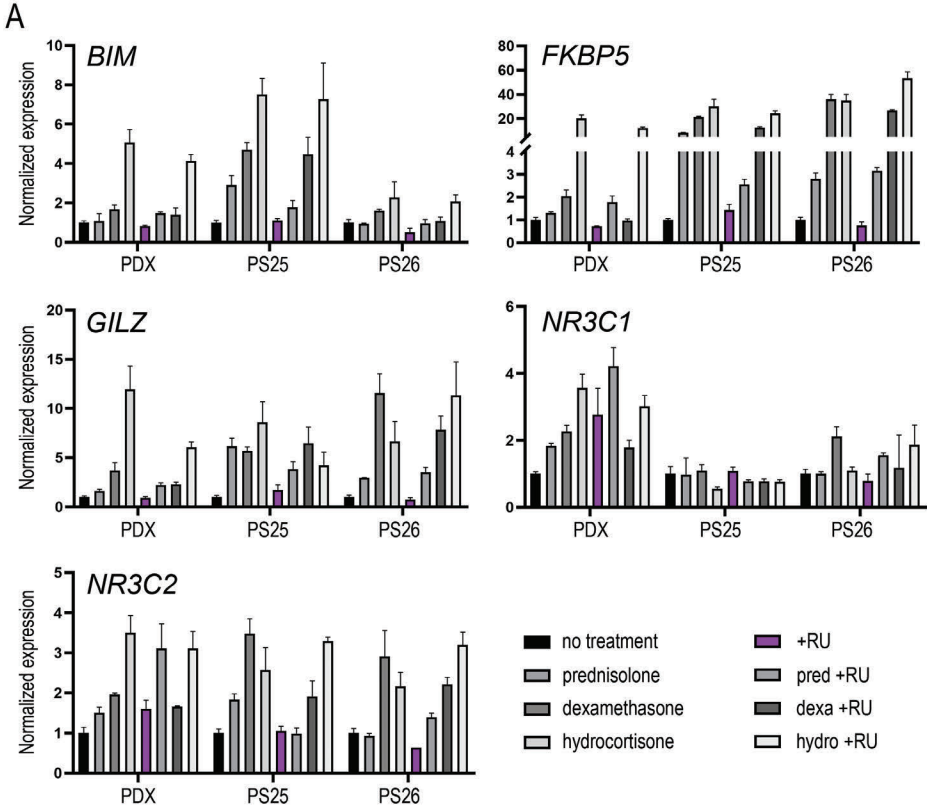 A
BIM
Normalized expression
10
8
6
4
2
0
PDX
PS25
PS26
FKBP5
80
60
40
20
4
3
2
1
0
PDX
PS25
PS26
GILZ
Normalized expression
20
15
10
5
0
PDX
PS25
PS26
NR3C1
6
4
2
0
PDX
PS25
PS26
NR3C2
Normalized expression
5
4
3
2
1
0
PDX
PS25
PS26
no treatment
prednisolone
dexamethasone
hydrocortisone
+RU
pred +RU
dexa +RU
hydro +RU